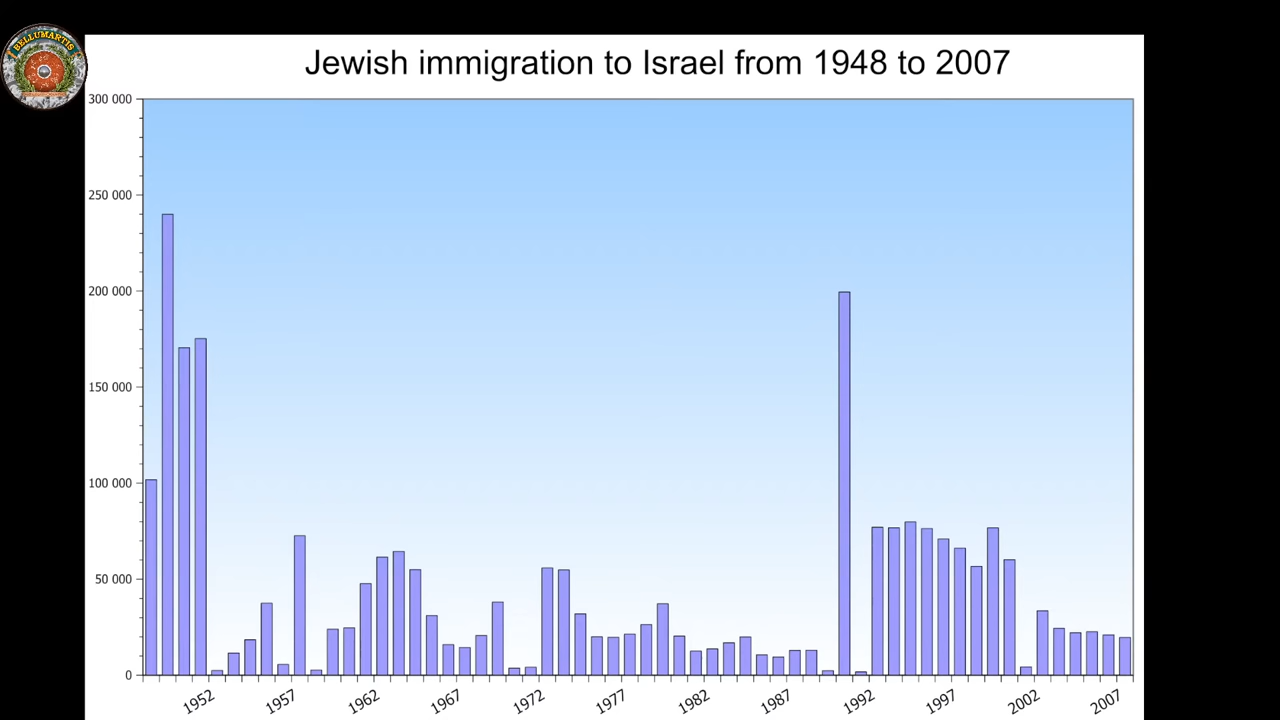 BELLUMARTIS
Jewish immigration to Israel from 1948 to 2007
300 000
250 000
200 000
150 000
100 000
50 000
0
1952 1957 1962 1967 1972 1977 1982 1987 1992 1997 2002 2007